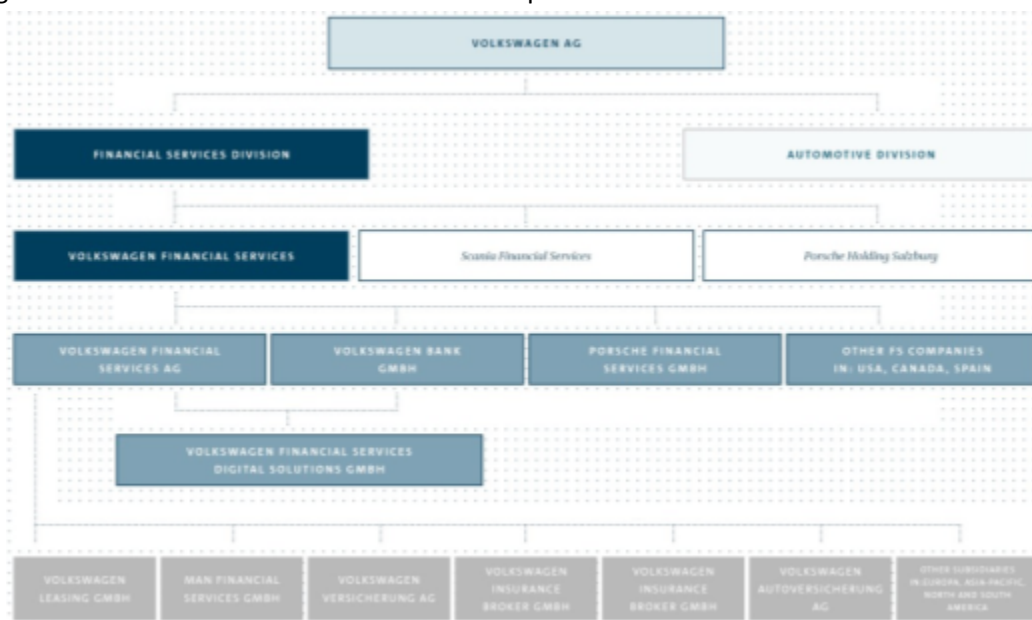 VOLKSWAGEN AG
FINANCIAL SERVICES DIVISION
AUTOMOTIVE DIVISION
VOLKSWAGEN FINANCIAL SERVICES
Scania Financial Services
Porsche Holding Salzburg
VOLKSWAGEN FINANCIAL
SERVICES AG
VOLKSWAGEN BANK
GMBH
PORSCHE FINANCIAL
SERVICES GMBH
OTHER FS COMPANIES
IN: USA, CANADA, SPAIN
VOLKSWAGEN FINANCIAL SERVICES
DIGITAL SOLUTIONS GMBH
VOLKSWAGEN
LEASING GMBH
MAN FINANCIAL
SERVICES GMBH
VOLKSWAGEN
VERSICHERUNG AG
VOLKSWAGEN
INSURANCE
BROKER GMBH
VOLKSWAGEN
INSURANCE
BROKER GMBH
VOLKSWAGEN
AUTOVERSICHERUNG
AG
OTHER SUBSIDIARIES
IN EUROPA, ASIA-PACIFIC,
NORTH AND SOUTH
AMERICA